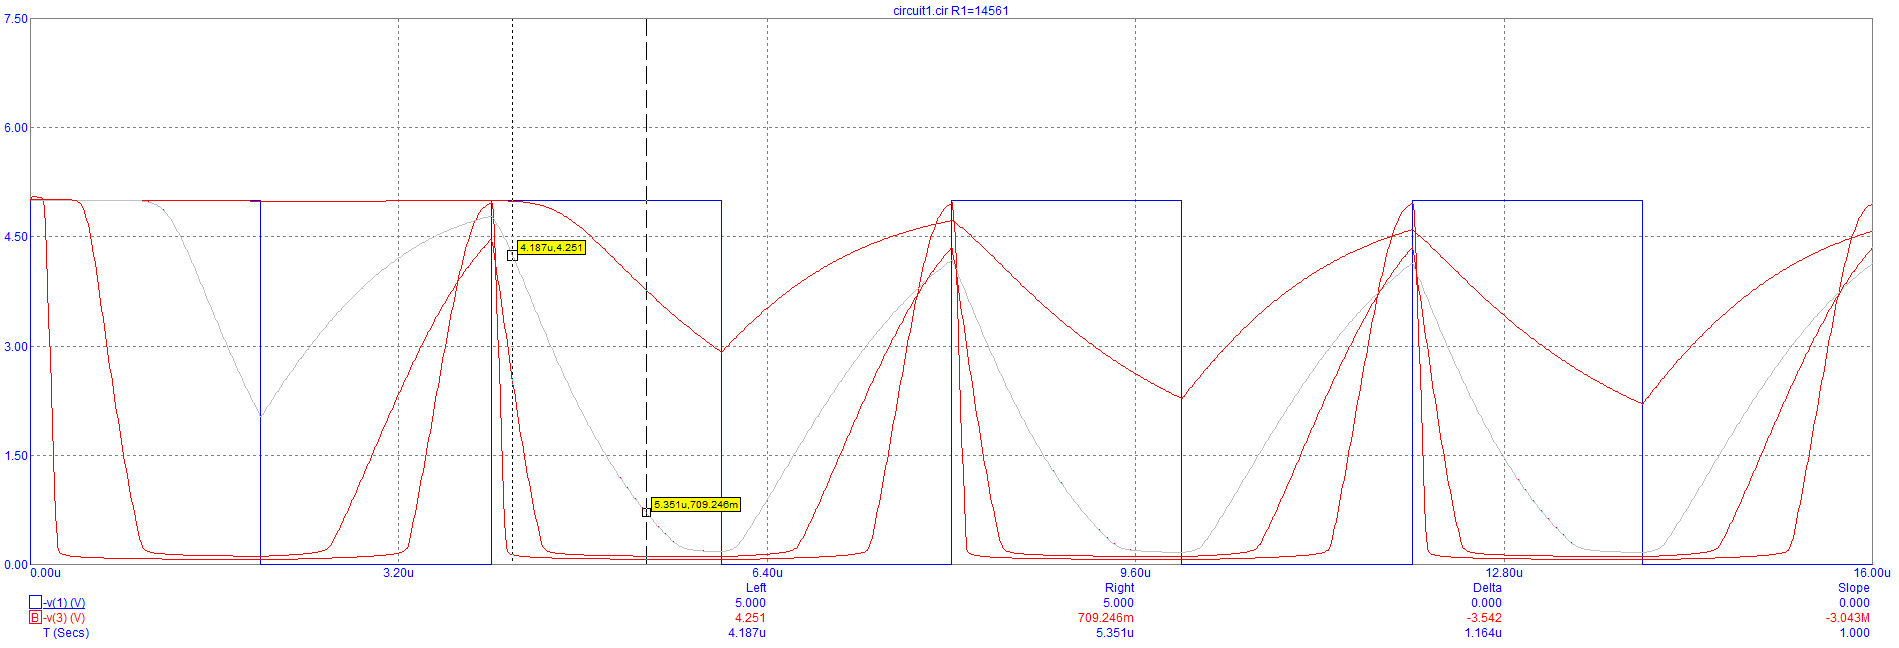 circuit1.cir R1=14561
7.50
6.00
4.50
4.187u,4.251
3.00
1.50
5.351u,709.246m
0.00
0.00u 3.20u 6.40u 9.60u 12.80u 16.00u
Left Right Delta Slope
-v(1) (V) 5.000 5.000 0.000 0.000
B -v(3) (V) 4.251 709.246m -3.542 -3.043M
T (Secs) 4.187u 5.351u 1.164u 1.000